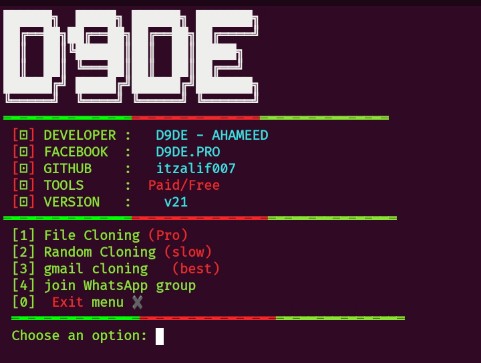 D9DE
[⊡] DEVELOPER : D9DE - AHAMEED
[⊡] FACEBOOK : D9DE.PRO
[⊡] GITHUB : itzalif007
[⊡] TOOLS : Paid/Free
[⊡] VERSION : v21
[1] File Cloning (Pro)
[2] Random Cloning (slow)
[3] gmail cloning (best)
[4] join WhatsApp group
[0] Exit menu ✖
Choose an option: